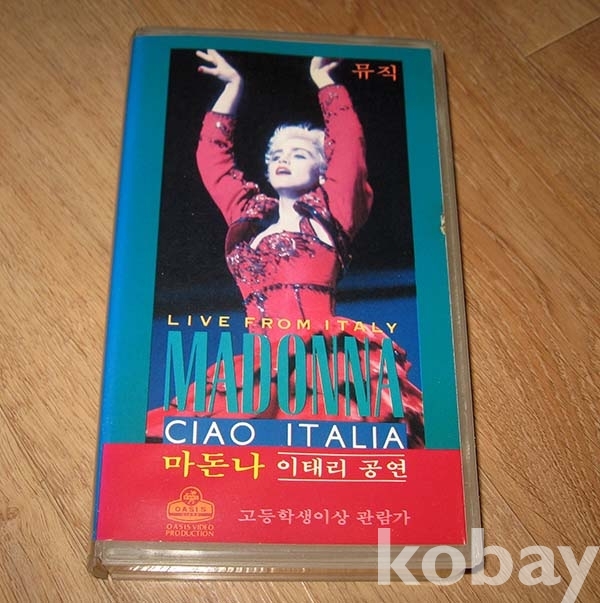 뮤직
LIVE FROM ITALY
MADONNA
CIAO ITALIA
마돈나 이태리 공연
OASIS
OASIS VIDEO
PRODUCTION
고등학생이상 관람가
kobay